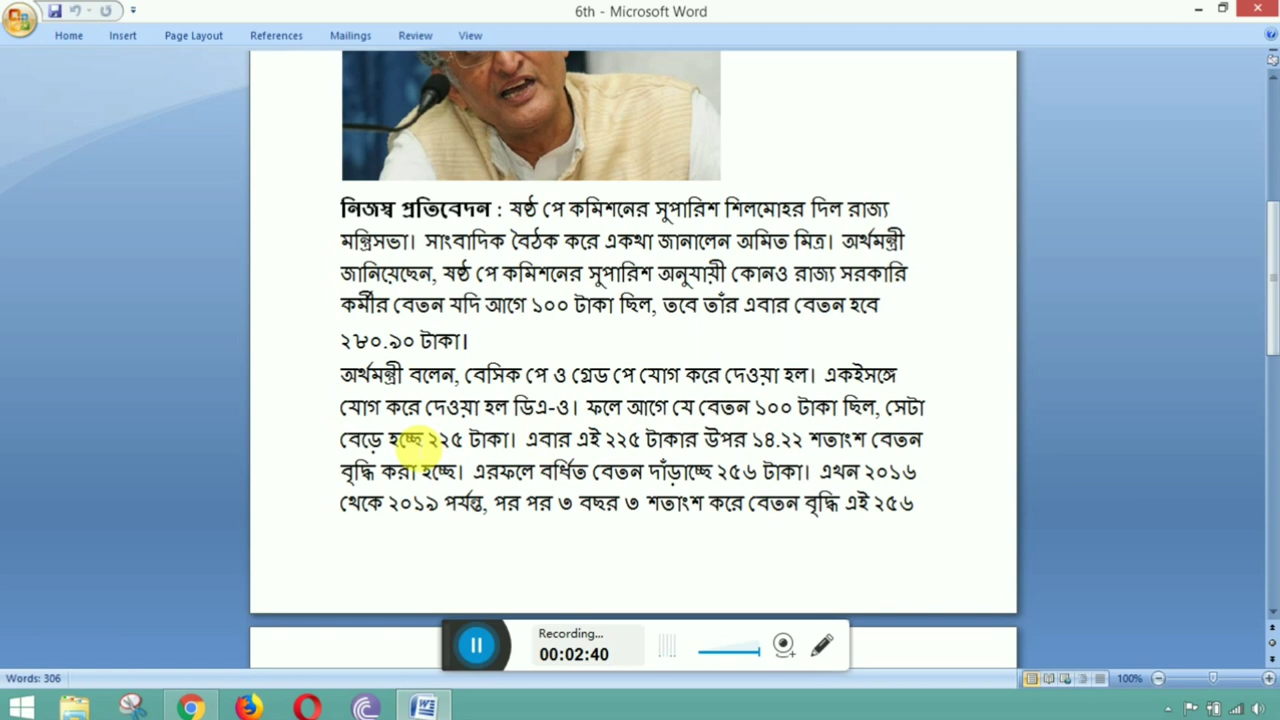 6th - Microsoft Word
Home Insert Page Layout References Mailings Review View
নিজস্ব প্রতিবেদন : ষষ্ঠ পে কমিশনের সুপারিশ শিলমোহর দিল রাজ্য
মন্ত্রিসভা। সাংবাদিক বৈঠক করে একথা জানালেন অমিত মিত্র। অর্থমন্ত্রী
জানিয়েছেন, ষষ্ঠ পে কমিশনের সুপারিশ অনুযায়ী কোনও রাজ্য সরকারি
কর্মীর বেতন যদি আগে ১০০ টাকা ছিল, তবে তাঁর এবার বেতন হবে
২৮০.৯০ টাকা।
অর্থমন্ত্রী বলেন, বেসিক পে ও গ্রেড পে যোগ করে দেওয়া হল। একইসঙ্গে
যোগ করে দেওয়া হল ডিএ-ও। ফলে আগে যে বেতন ১০০ টাকা ছিল, সেটা
বেড়ে হচ্ছে ২২৫ টাকা। এবার এই ২২৫ টাকার উপর ১৪.২২ শতাংশ বেতন
বৃদ্ধি করা হচ্ছে। এরফলে বর্ধিত বেতন দাঁড়াচ্ছে ২৫৬ টাকা। এখন ২০১৬
থেকে ২০১৯ পর্যন্ত, পর পর ৩ বছর ৩ শতাংশ করে বেতন বৃদ্ধি এই ২৫৬
Recording...
00:02:40
Words: 306
100%